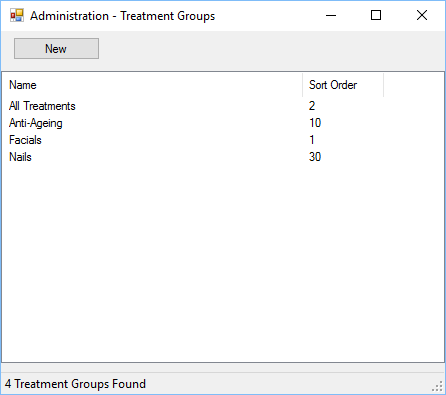 Administration - Treatment Groups
New
Name Sort Order
All Treatments 2
Anti-Ageing 10
Facials 1
Nails 30
4 Treatment Groups Found